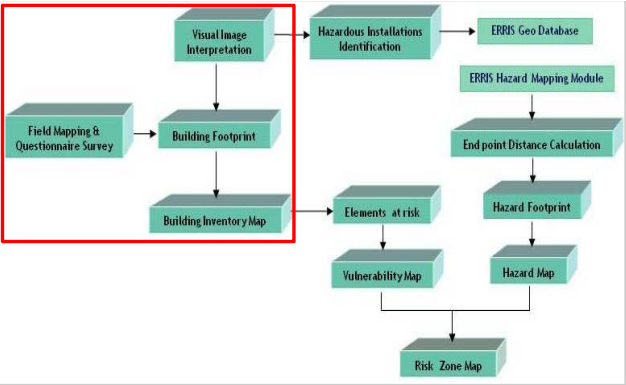 Visual Image
Interpretation
Hazardous Installations
Identification
ERRIS Geo Database
ERRIS Hazard Mapping Module
Field Mapping &
Questionnaire Survey
Building Footprint
End point Distance Calculation
Building Inventory Map
Elements at risk
Hazard Footprint
Vulnerability Map
Hazard Map
Risk Zone Map